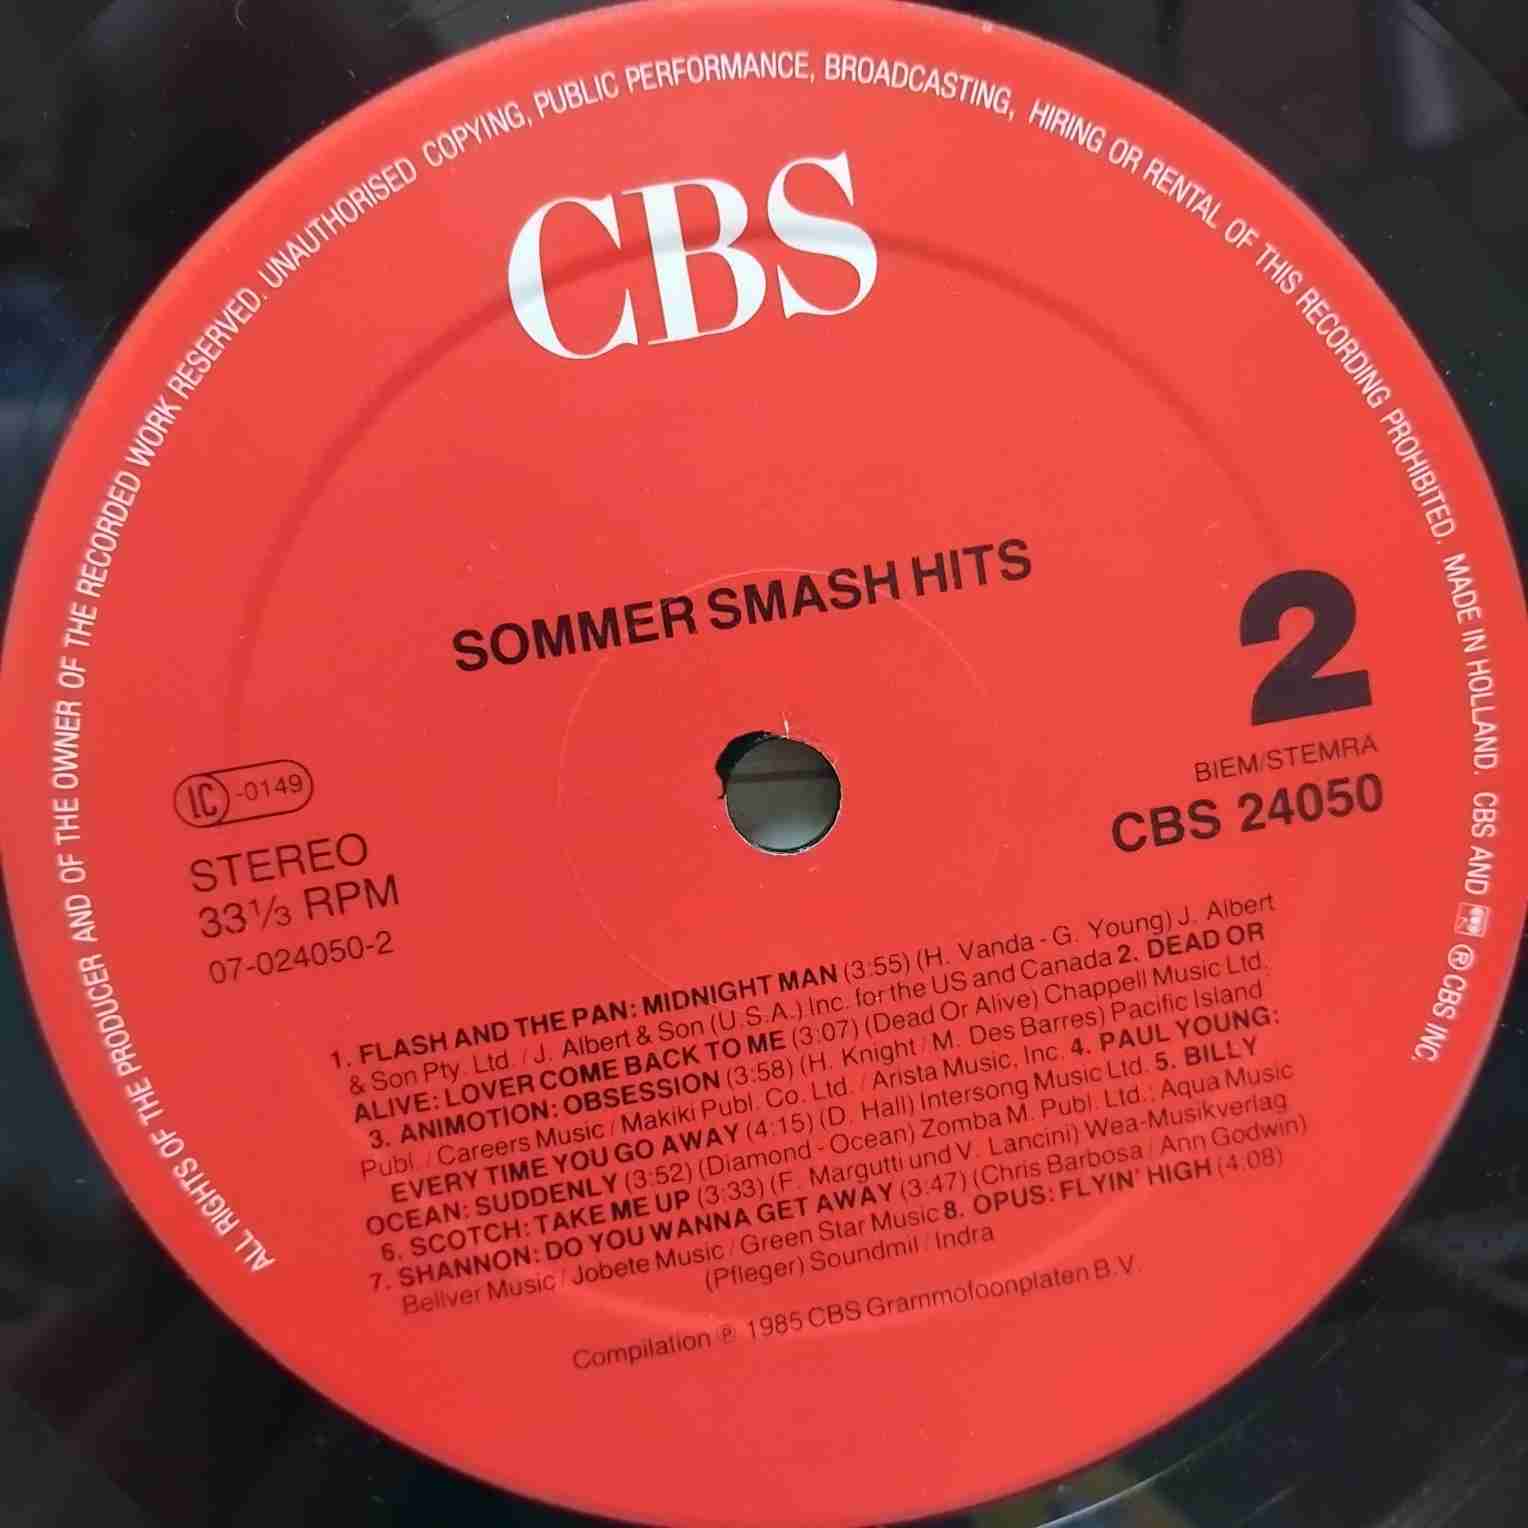 ALL RIGHTS OF THE PRODUCER AND OF THE OWNER OF THE RECORDED WORK RESERVED. UNAUTHORISED COPYING, PUBLIC PERFORMANCE, BROADCASTING, HIRING OR RENTAL OF THIS RECORDING PROHIBITED. MADE IN HOLLAND. CBS AND ® CBS INC.
CBS
SOMMER SMASH HITS
2
BIEM/STEMRA
CBS 24050
IC -0149
STEREO
33 1/3 RPM
07-024050-2
1. FLASH AND THE PAN: MIDNIGHT MAN (3:55) (H. Vanda - G. Young) J. Albert
& Son Pty. Ltd. / J. Albert & Son (U.S.A.) Inc. for the US and Canada 2. DEAD OR
ALIVE: LOVER COME BACK TO ME (3:07) (Dead Or Alive) Chappell Music Ltd.
3. ANIMOTION: OBSESSION (3:58) (H. Knight / M. Des Barres) Pacific Island
Publ. / Careers Music / Makiki Publ. Co. Ltd. / Arista Music, Inc. 4. PAUL YOUNG:
EVERY TIME YOU GO AWAY (4:15) (D. Hall) Intersong Music Ltd. 5. BILLY
OCEAN: SUDDENLY (3:52) (Diamond - Ocean) Zomba M. Publ. Ltd.; Aqua Music
6. SCOTCH: TAKE ME UP (3:33) (F. Margutti und V. Lancini) Wea-Musikverlag
7. SHANNON: DO YOU WANNA GET AWAY (3:47) (Chris Barbosa / Ann Godwin)
Bellver Music / Jobete Music / Green Star Music 8. OPUS: FLYIN' HIGH (4:08)
(Pfleger) Soundmill / Indra
Compilation ℗ 1985 CBS Grammofoonplaten B.V.